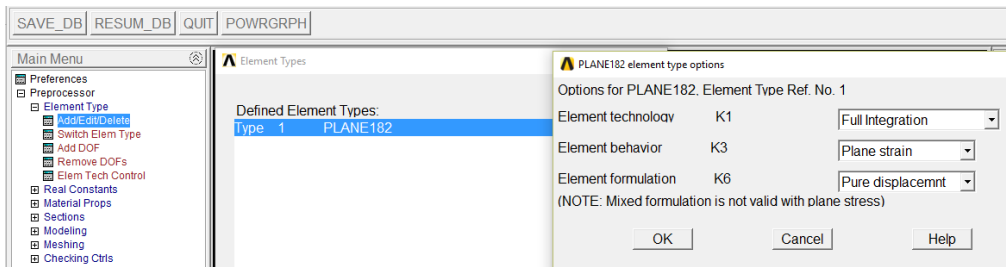 SAVE_DB RESUM_DB QUIT POWRGRPH
Main Menu
Preferences
Preprocessor
Element Type
Add/Edit/Delete
Switch Elem Type
Add DOF
Remove DOFs
Elem Tech Control
Real Constants
Material Props
Sections
Modeling
Meshing
Checking Ctrls
Element Types
Defined Element Types:
Type 1 PLANE182
PLANE182 element type options
Options for PLANE182, Element Type Ref. No. 1
Element technology K1 Full Integration
Element behavior K3 Plane strain
Element formulation K6 Pure displacemnt
(NOTE: Mixed formulation is not valid with plane stress)
OK Cancel Help